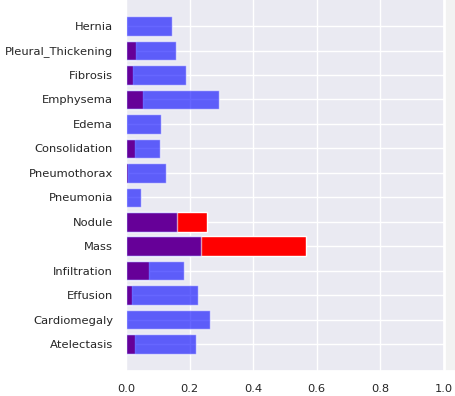 Hernia
Pleural_Thickening
Fibrosis
Emphysema
Edema
Consolidation
Pneumothorax
Pneumonia
Nodule
Mass
Infiltration
Effusion
Cardiomegaly
Atelectasis
0.0 0.2 0.4 0.6 0.8 1.0